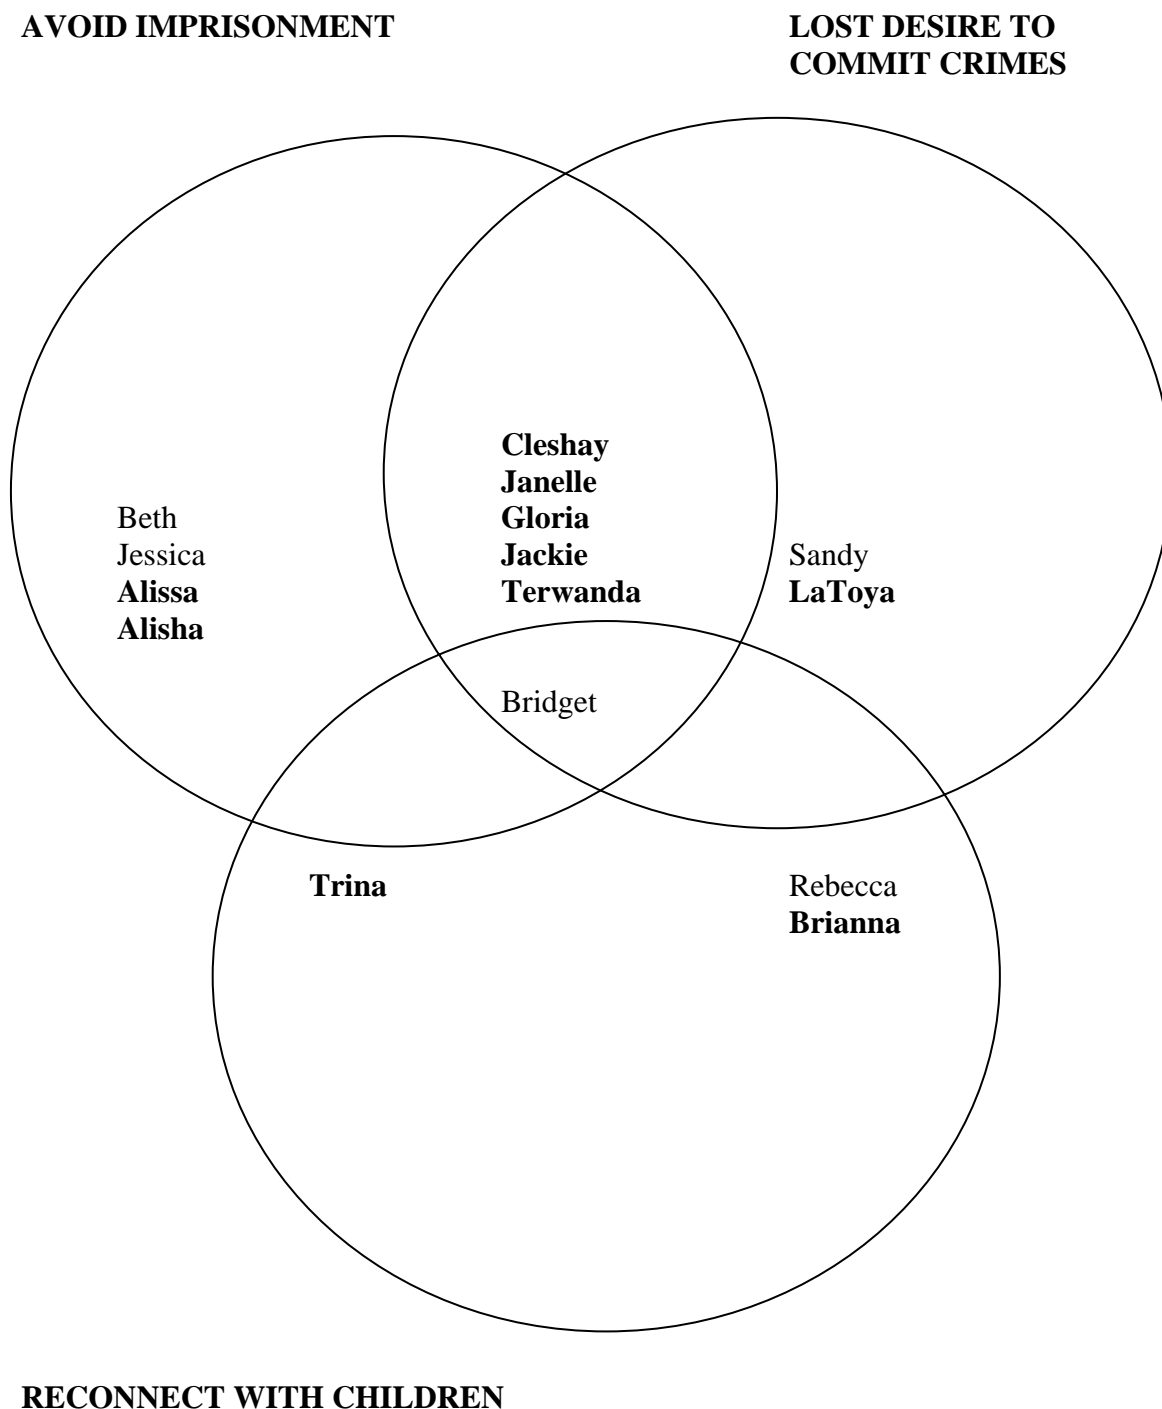 AVOID IMPRISONMENT
LOST DESIRE TO
COMMIT CRIMES
Cleshay
Janelle
Gloria
Jackie
Terwanda
Beth
Jessica
Alissa
Alisha
Sandy
LaToya
Bridget
Trina
Rebecca
Brianna
RECONNECT WITH CHILDREN